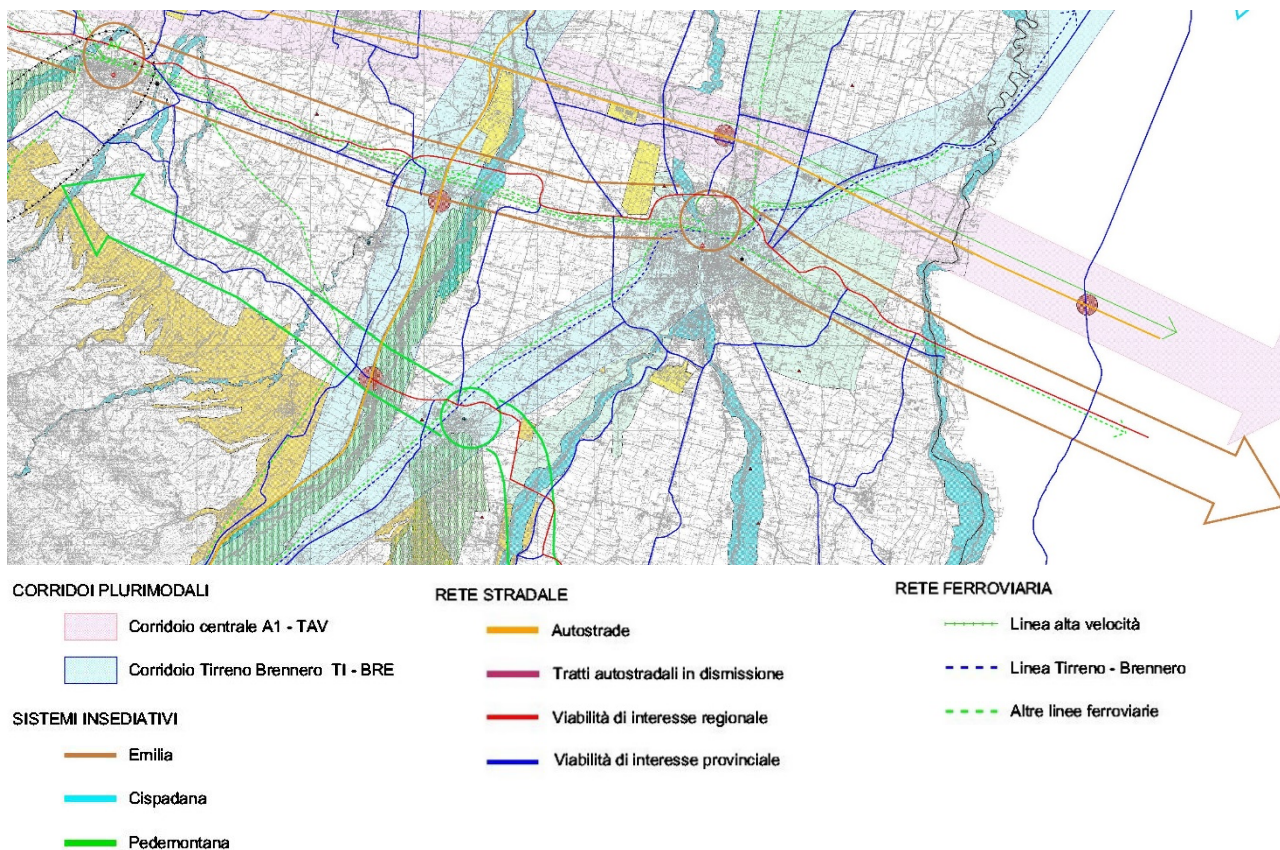 CORRIDOI PLURIMODALI
Corridoio centrale A1 - TAV
Corridoio Tirreno Brennero TI - BRE
SISTEMI INSEDIATIVI
Emilia
Cispadana
Pedemontana
RETE STRADALE
Autostrade
Tratti autostradali in dismissione
Viabilità di interesse regionale
Viabilità di interesse provinciale
RETE FERROVIARIA
Linea alta velocità
Linea Tirreno - Brennero
Altre linee ferroviarie